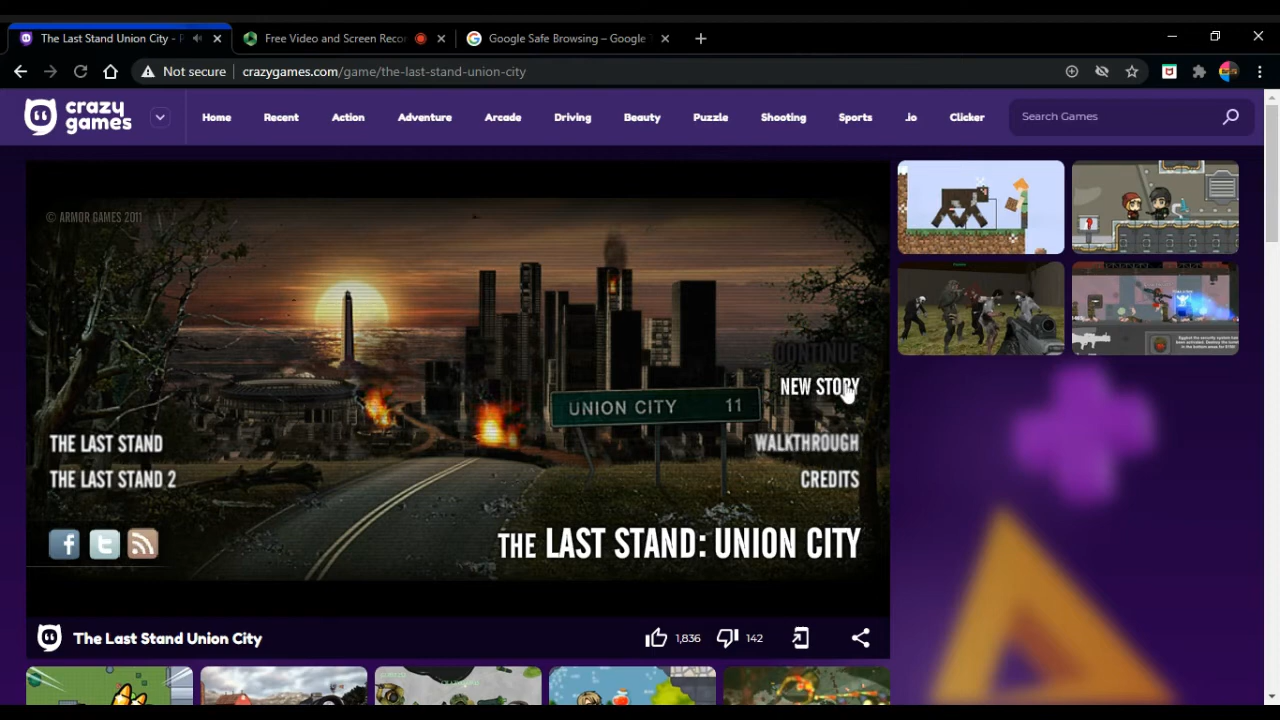 The Last Stand Union City -
Free Video and Screen Reco
Google Safe Browsing – Google
Not secure
crazygames.com/game/the-last-stand-union-city
crazy games
Home
Recent
Action
Adventure
Arcade
Driving
Beauty
Puzzle
Shooting
Sports
.io
Clicker
Search Games
© ARMOR GAMES 2011
CONTINUE
NEW STORY
UNION CITY 11
THE LAST STAND
WALKTHROUGH
THE LAST STAND 2
CREDITS
THE LAST STAND: UNION CITY
The Last Stand Union City
1,836
142